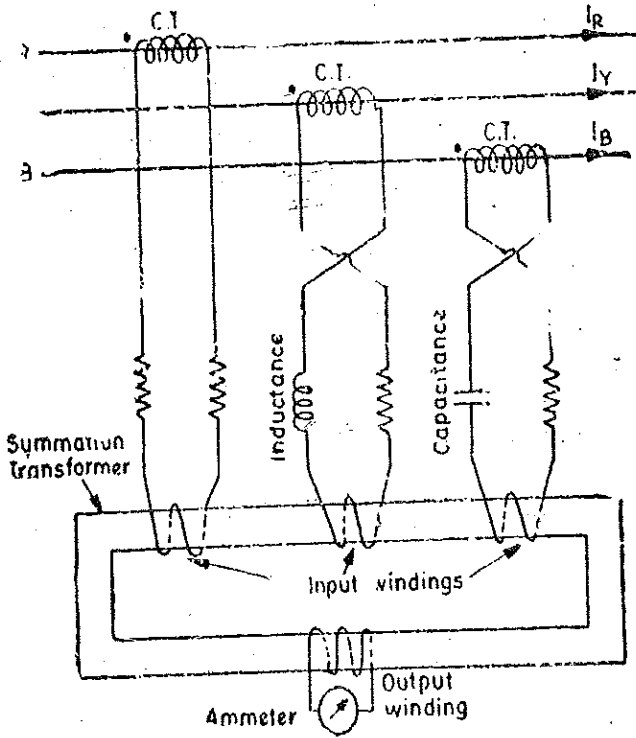 C.T.
I_R
C.T.
I_Y
C.T.
I_B
Inductance
Capacitance
Summation
Transformer
Input windings
Output
winding
Ammeter